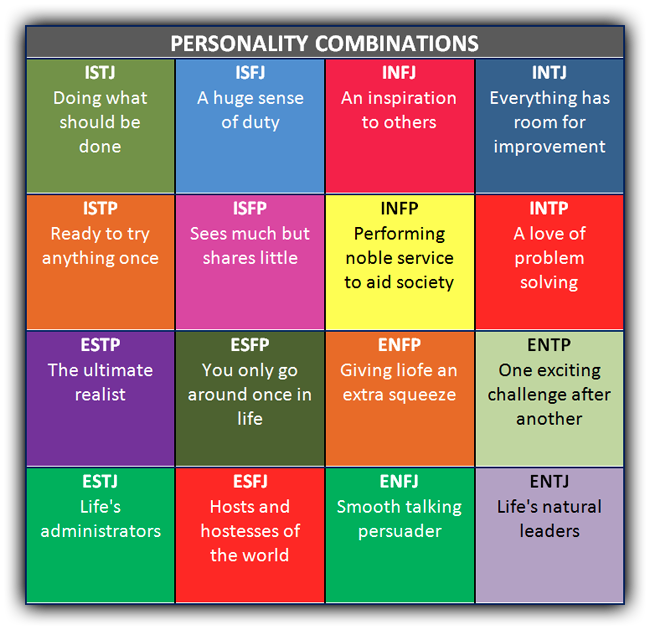 PERSONALITY COMBINATIONS
ISTJ
Doing what
should be
done
ISFJ
A huge sense
of duty
INFJ
An inspiration
to others
INTJ
Everything has
room for
improvement
ISTP
Ready to try
anything once
ISFP
Sees much but
shares little
INFP
Performing
noble service
to aid society
INTP
A love of
problem
solving
ESTP
The ultimate
realist
ESFP
You only go
around once in
life
ENFP
Giving liofe an
extra squeeze
ENTP
One exciting
challenge after
another
ESTJ
Life's
administrators
ESFJ
Hosts and
hostesses of
the world
ENFJ
Smooth talking
persuader
ENTJ
Life's natural
leaders